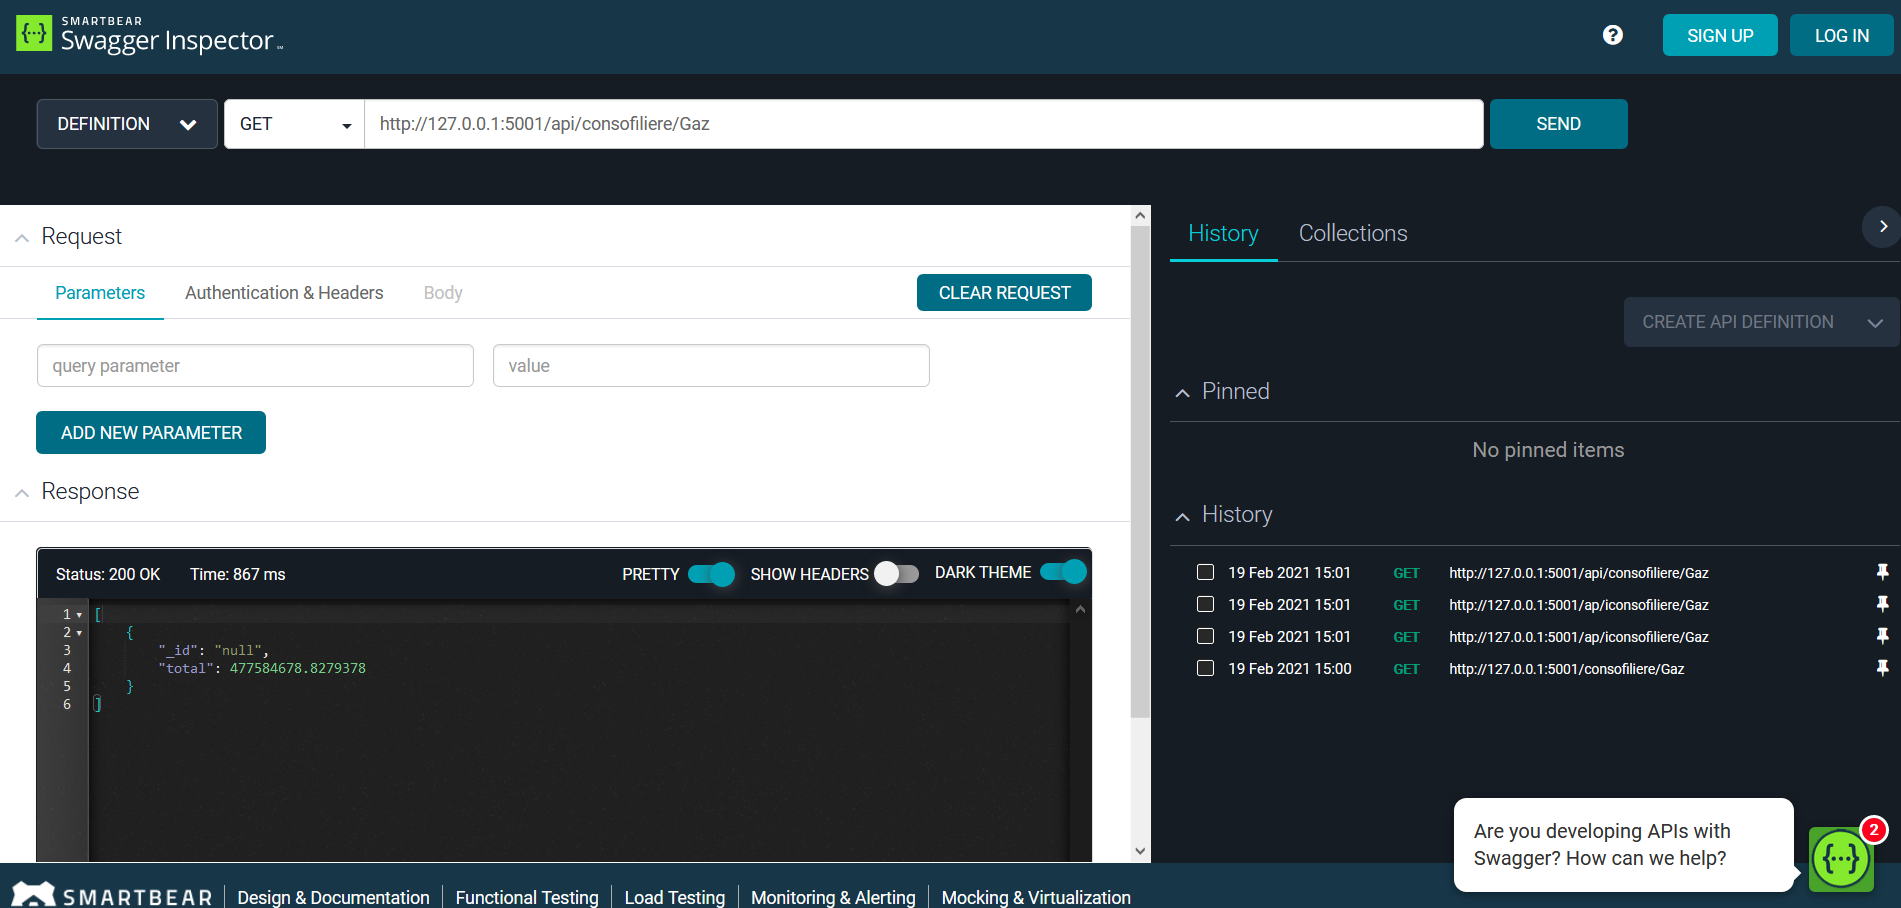 SMARTBEAR
Swagger Inspector SM
? SIGN UP LOG IN
DEFINITION GET http://127.0.0.1:5001/api/consofiliere/Gaz SEND
Request
Parameters Authentication & Headers Body CLEAR REQUEST
query parameter value
ADD NEW PARAMETER
Response
Status: 200 OK Time: 867 ms PRETTY SHOW HEADERS DARK THEME
1 [
2 {
3 "_id": "null",
4 "total": 477584678.8279378
5 }
6 ]
History Collections
CREATE API DEFINITION
Pinned
No pinned items
History
19 Feb 2021 15:01 GET http://127.0.0.1:5001/api/consofiliere/Gaz
19 Feb 2021 15:01 GET http://127.0.0.1:5001/ap/iconsofiliere/Gaz
19 Feb 2021 15:01 GET http://127.0.0.1:5001/ap/iconsofiliere/Gaz
19 Feb 2021 15:00 GET http://127.0.0.1:5001/consofiliere/Gaz
Are you developing APIs with
Swagger? How can we help?
2
SMARTBEAR Design & Documentation Functional Testing Load Testing Monitoring & Alerting Mocking & Virtualization